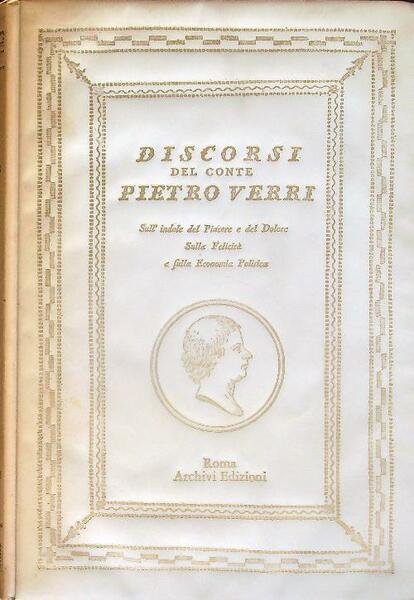 DISCORSI
DEL CONTE
PIETRO VERRI
Sull' indole del Piacere e del Dolore
Sulla Felicità
e sulla Economia Politica
Roma
Archivi Edizioni